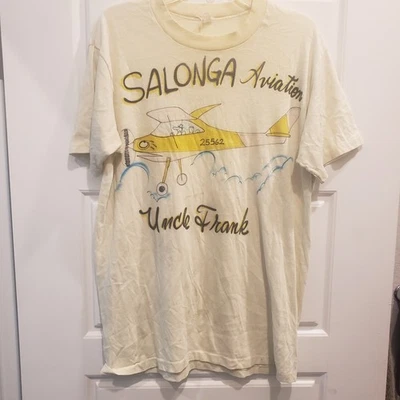 SALONGA Aviation
25562
Uncle Frank